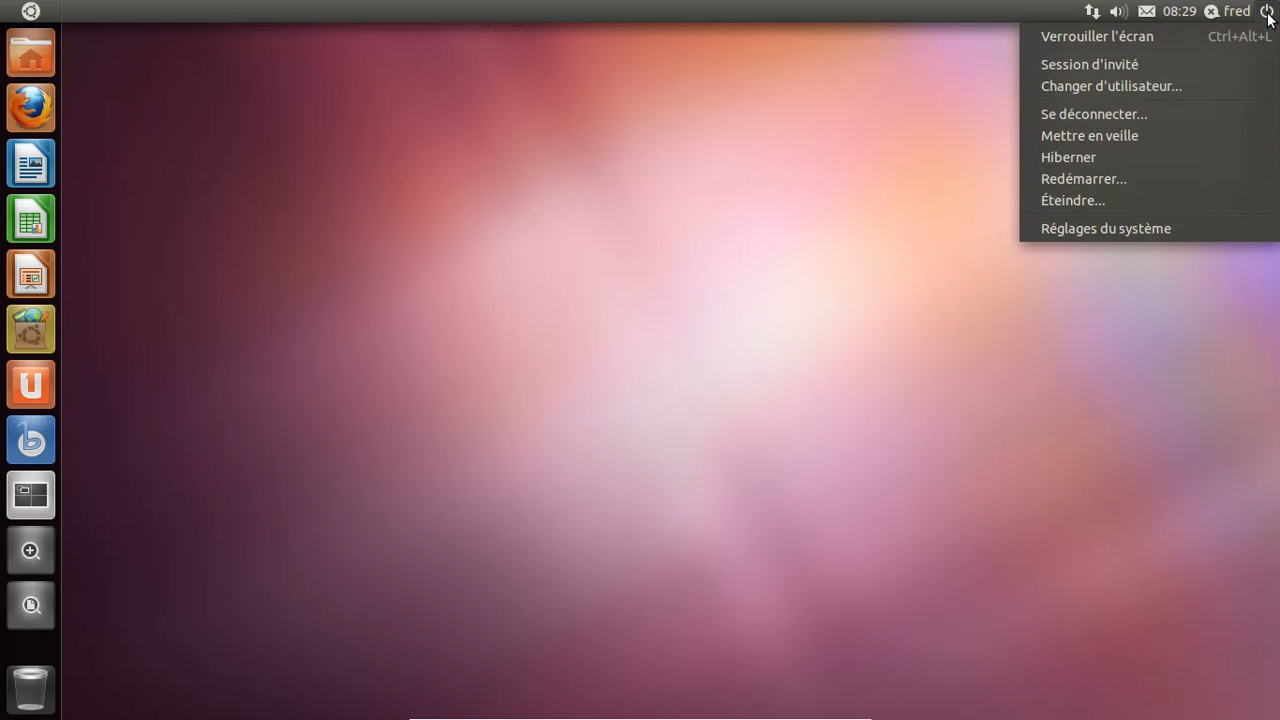 08:29 fred
Verrouiller l'écran Ctrl+Alt+L
Session d'invité
Changer d'utilisateur...
Se déconnecter...
Mettre en veille
Hiberner
Redémarrer...
Éteindre...
Réglages du système